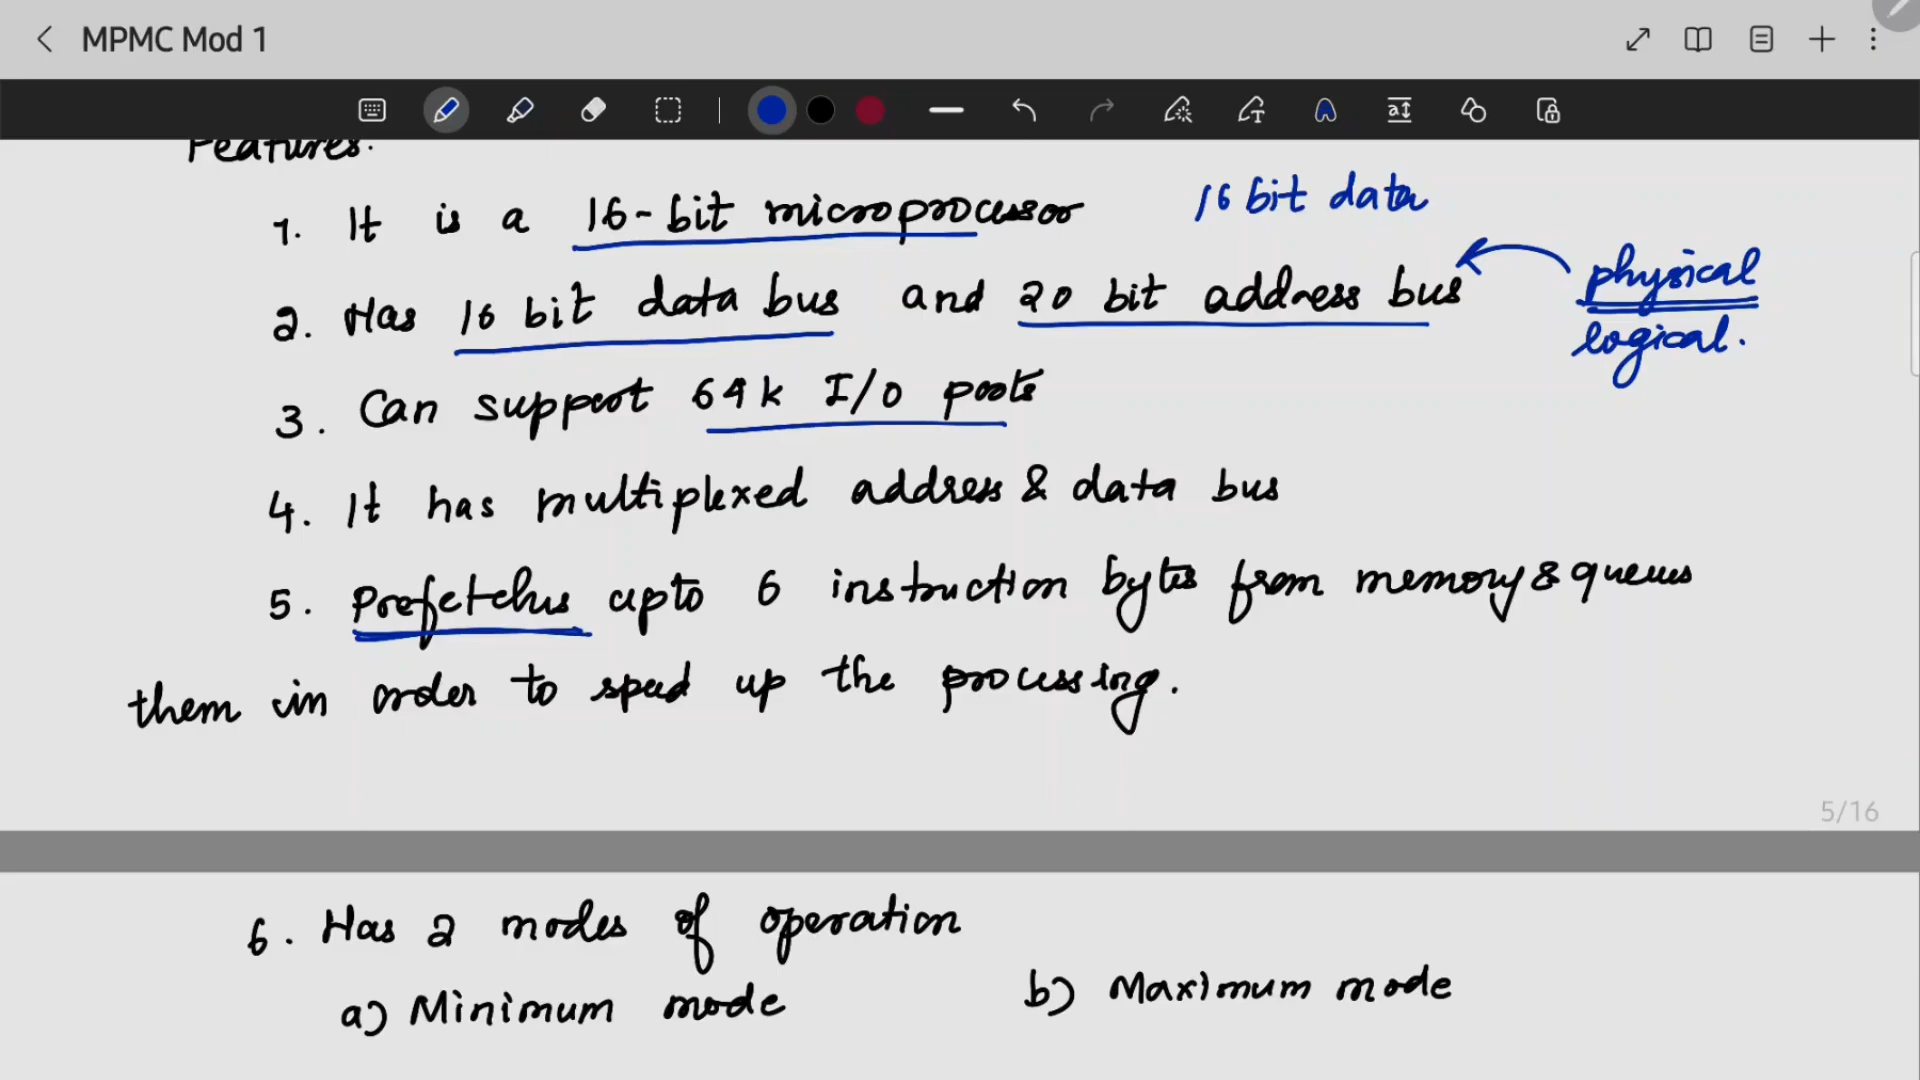 MPMC Mod 1
Features:
1. It is a 16-bit microprocessor
16 bit data
2. Has 16 bit data bus and 20 bit address bus
physical
logical.
3. Can support 64k I/O ports
4. It has multiplexed address & data bus
5. Prefetches upto 6 instruction bytes from memory & queues
them in order to speed up the processing.
5/16
6. Has 2 modes of operation
a) Minimum mode b) Maximum mode